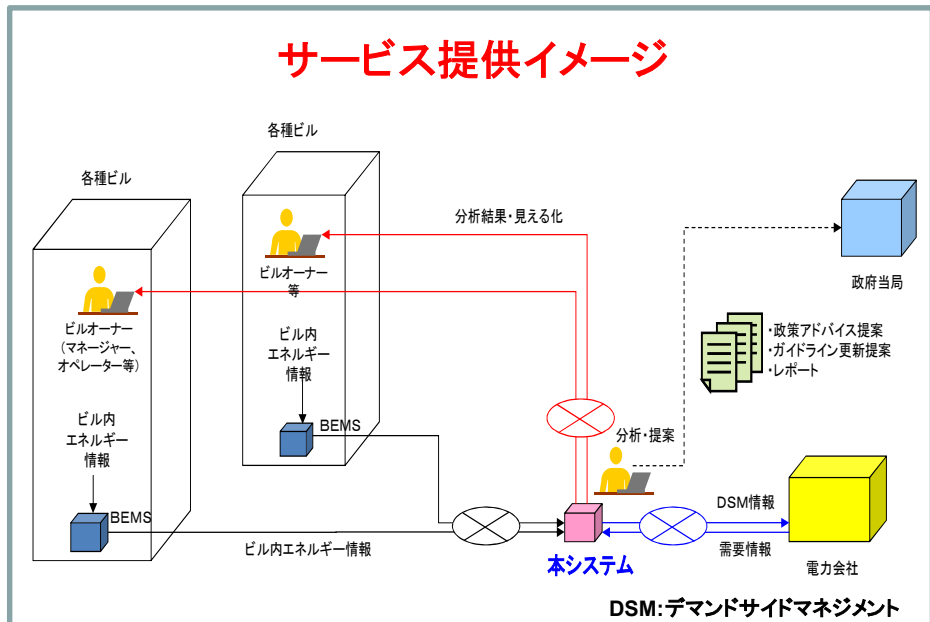 サービス提供イメージ
各種ビル
各種ビル
分析結果・見える化
ビルオーナー
等
政府当局
ビルオーナー
(マネージャー、
オペレーター等)
ビル内
エネルギー
情報
・政策アドバイス提案
・ガイドライン更新提案
・レポート
ビル内
エネルギー
情報
BEMS
分析・提案
BEMS
DSM情報
ビル内エネルギー情報
需要情報
本システム
電力会社
DSM:デマンドサイドマネジメント